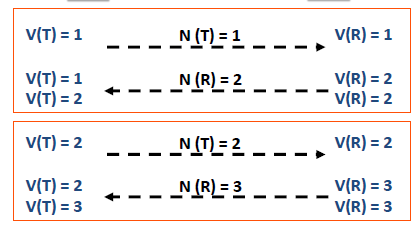 V(T) = 1 N (T) = 1 V(R) = 1
V(T) = 1 N (R) = 2 V(R) = 2
V(T) = 2 V(R) = 2
V(T) = 2 N (T) = 2 V(R) = 2
V(T) = 2 N (R) = 3 V(R) = 3
V(T) = 3 V(R) = 3